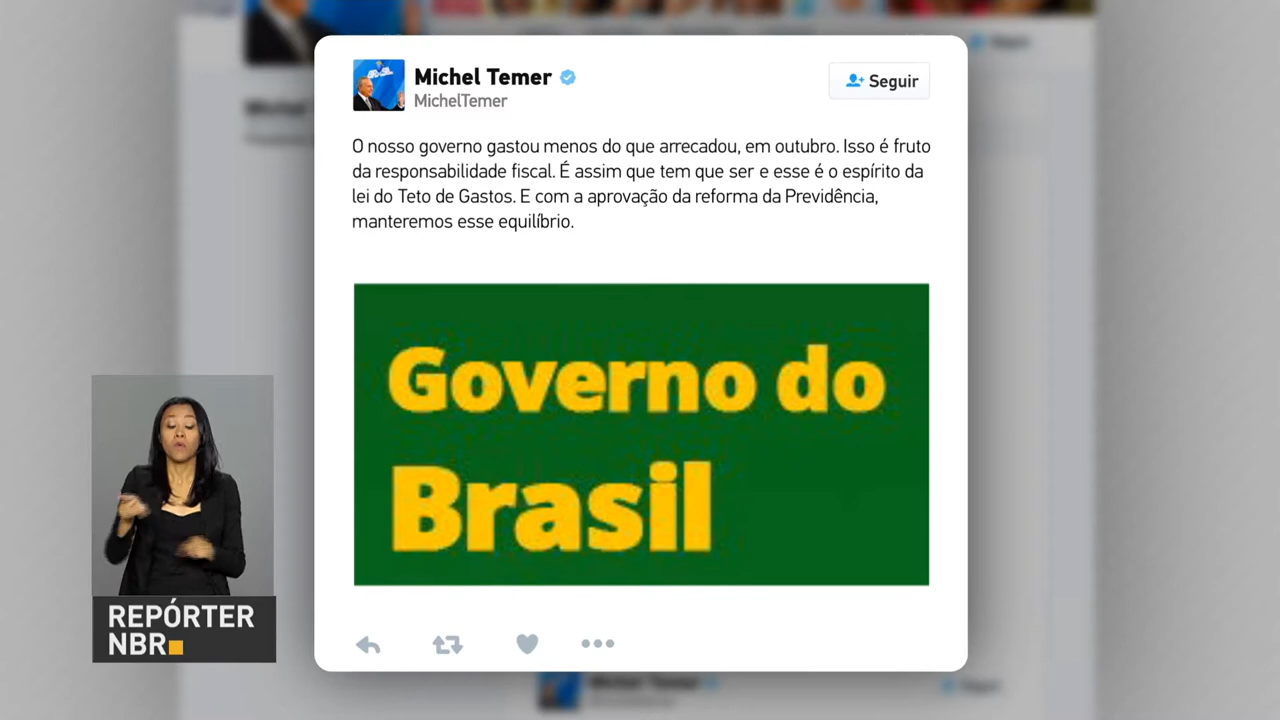 Michel Temer
MichelTemer
Seguir
O nosso governo gastou menos do que arrecadou, em outubro. Isso é fruto
da responsabilidade fiscal. É assim que tem que ser e esse é o espírito da
lei do Teto de Gastos. E com a aprovação da reforma da Previdência,
manteremos esse equilíbrio.
Governo do
Brasil
REPÓRTER
NBR